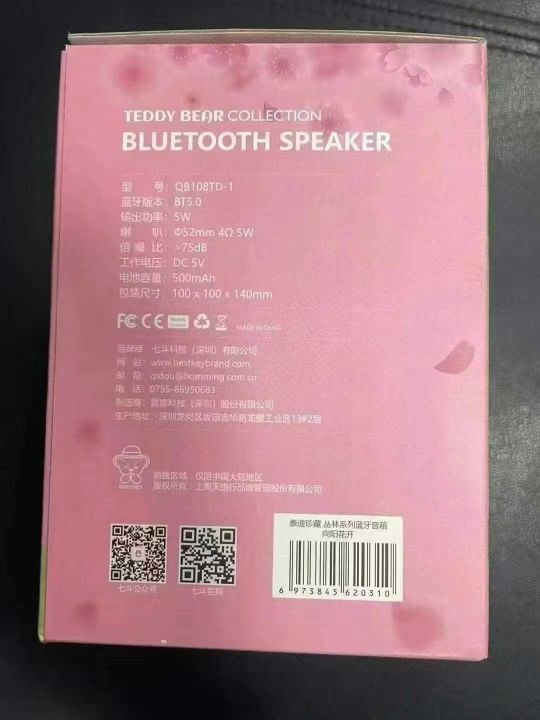 TEDDY BEAR COLLECTION
BLUETOOTH SPEAKER
型 号：QB108TD-1
蓝牙版本：BT5.0
输出功率：5W
喇 叭：Φ52mm 4Ω 5W
信 噪 比：>75dB
工作电压：DC 5V
电池容量：500mAh
包装尺寸：100 x 100 x 140mm
FC CE
MADE IN CHINA
品牌商：七斗科技（深圳）有限公司
网 站：www.bestkeybrand.com
邮 箱：qidou@homming.com.cn
电 话：0755-86950683
制造商：科技（深圳）股份有限公司
生产地址：深圳龙岗区坂田吉华路龙璧工业区13#2层
销售区域：仅限中国大陆地区
版权所有：上海天络行品牌管理股份有限公司
七斗公众号
七斗官网
泰迪珍藏 丛林系列蓝牙音箱
向阳花开
6 973845 620310